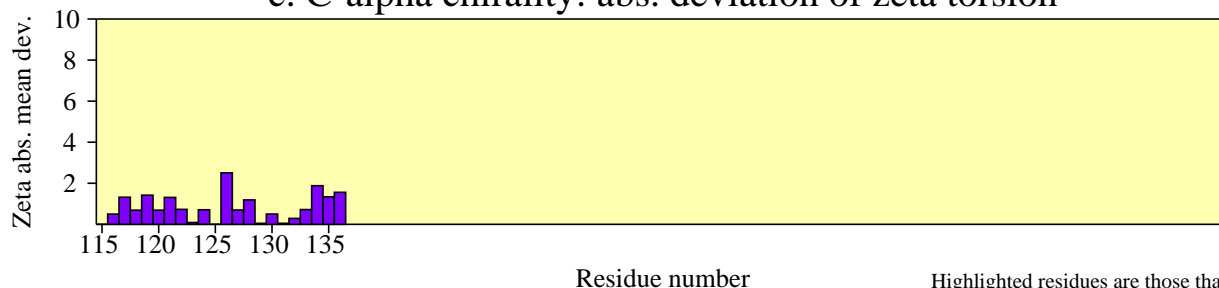 c. C-alpha chirality: abs. deviation of zeta torsion
Zeta abs. mean dev.
10
8
6
4
2
115 120 125 130 135
Residue number
Highlighted residues are those tha